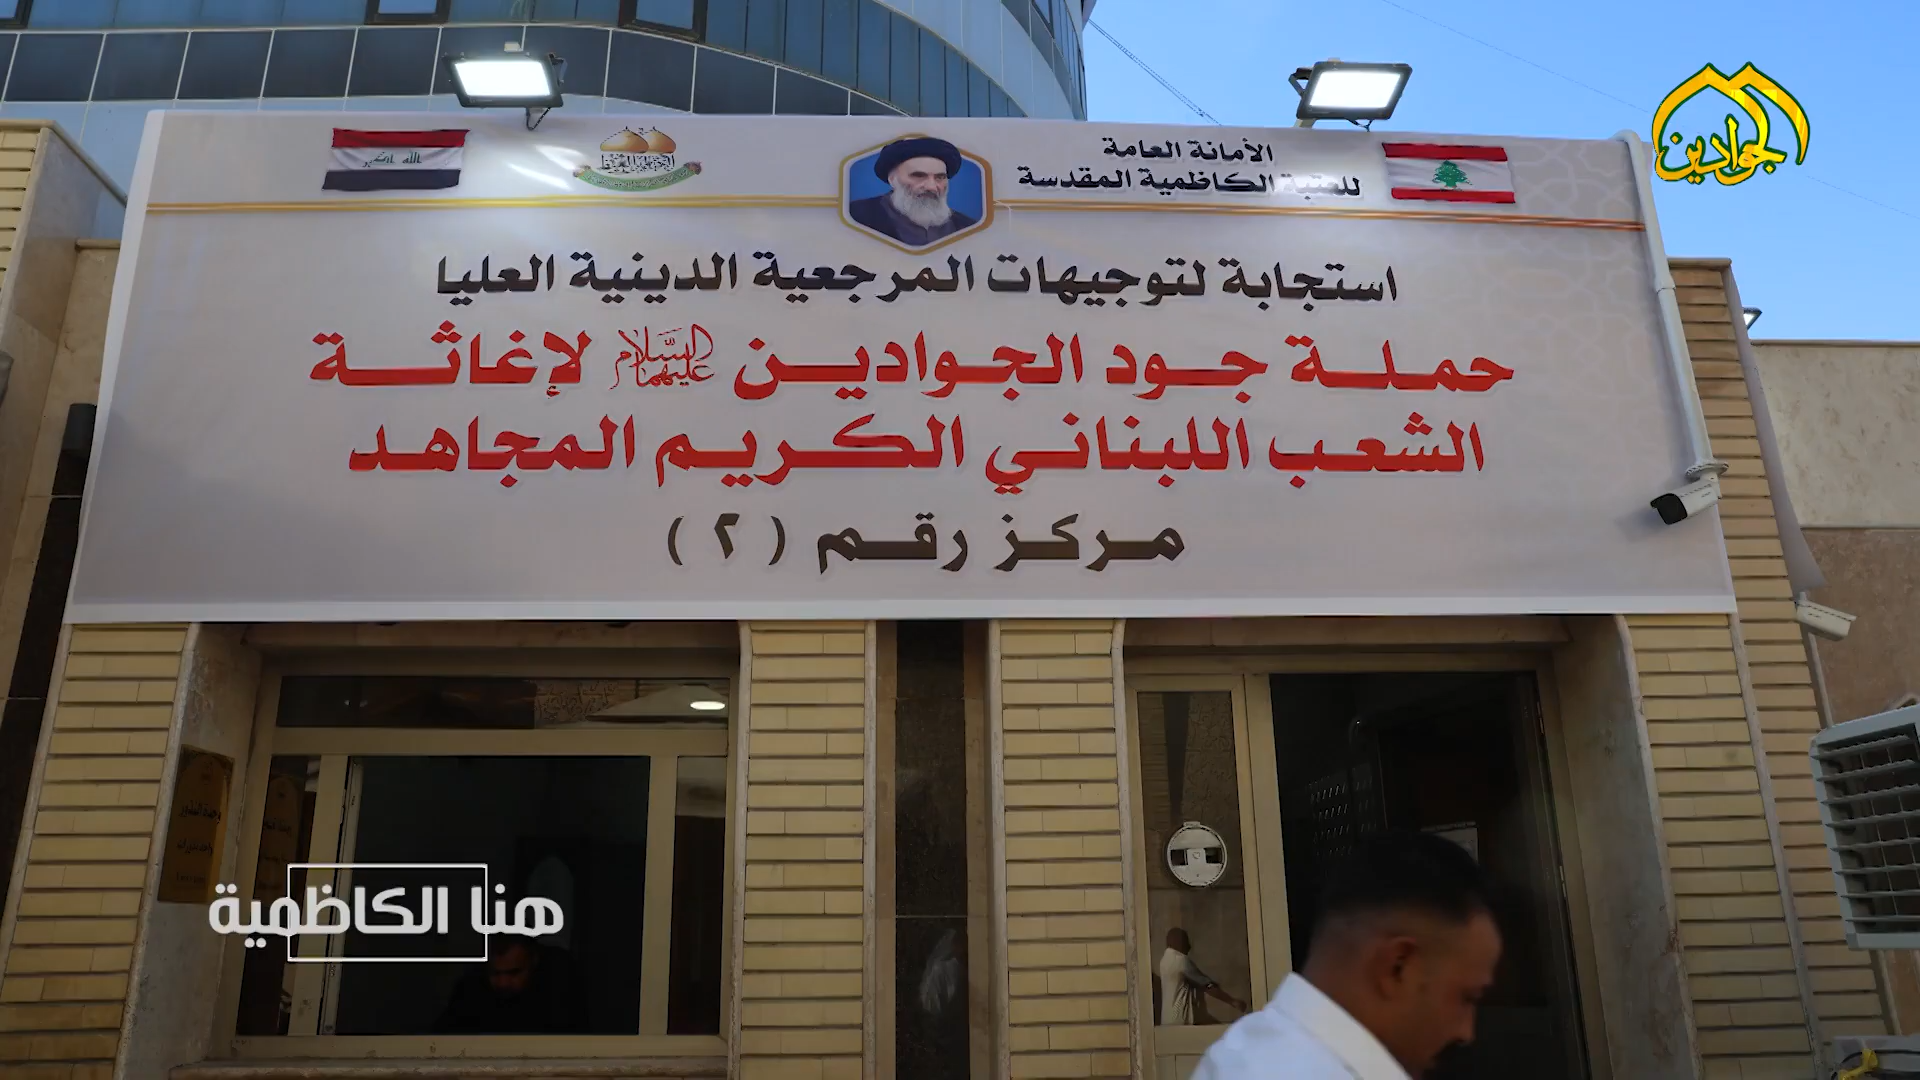 الجوادين
الله اكبر
الأمانة العامة
للعتبة الكاظمية المقدسة
استجابة لتوجيهات المرجعية الدينية العليا
حملة جود الجوادين عليهما السلام لإغاثة
الشعب اللبناني الكريم المجاهد
مركز رقم (٢)
هنا الكاظمية